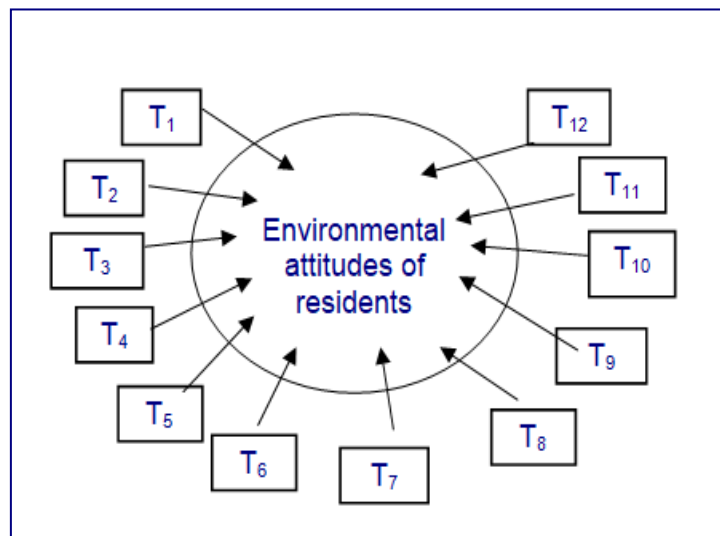 T₁
T₁₂
T₂
T₁₁
T₃
Environmental
attitudes of
residents
T₁₀
T₄
T₉
T₅
T₈
T₆
T₇